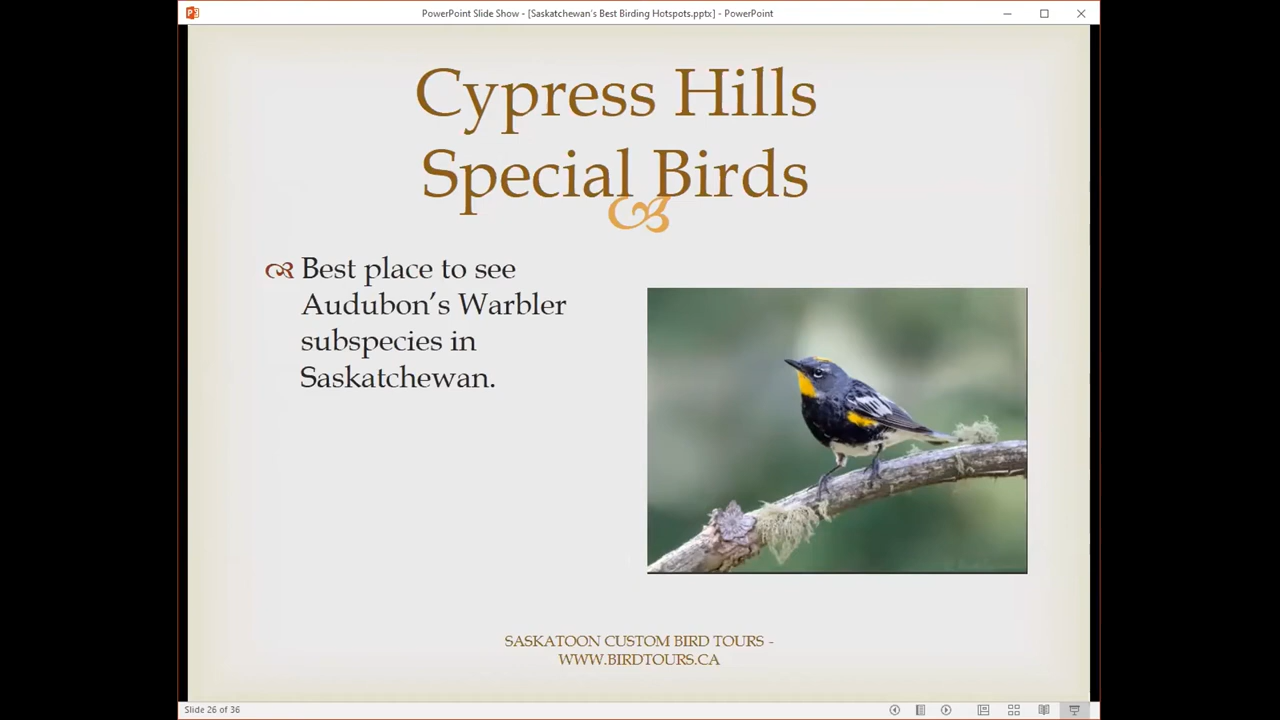 PowerPoint Slide Show - [Saskatchewan's Best Birding Hotspots.pptx] - PowerPoint
Cypress Hills
Special Birds
Best place to see
Audubon's Warbler
subspecies in
Saskatchewan.
SASKATOON CUSTOM BIRD TOURS -
WWW.BIRDTOURS.CA
Slide 26 of 36